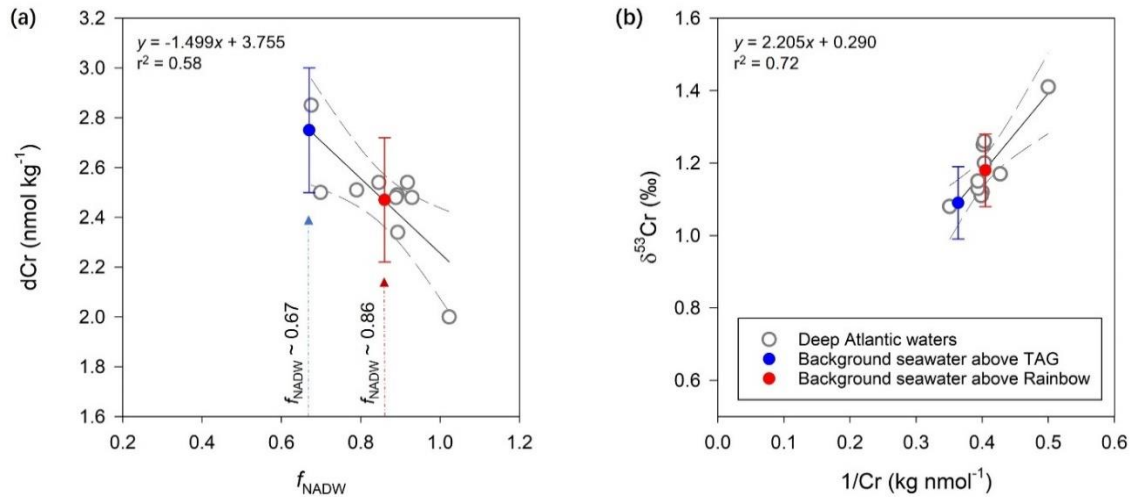 (a)
y = -1.499x + 3.755
r² = 0.58
dCr (nmol kg⁻¹)
3.2
3.0
2.8
2.6
2.4
2.2
2.0
1.8
1.6
f_NADW ~ 0.67
f_NADW ~ 0.86
0.2
0.4
0.6
0.8
1.0
1.2
f_NADW
(b)
y = 2.205x + 0.290
r² = 0.72
δ⁵³Cr (‰)
1.6
1.4
1.2
1.0
0.8
0.6
Deep Atlantic waters
Background seawater above TAG
Background seawater above Rainbow
0.0
0.1
0.2
0.3
0.4
0.5
0.6
1/Cr (kg nmol⁻¹)